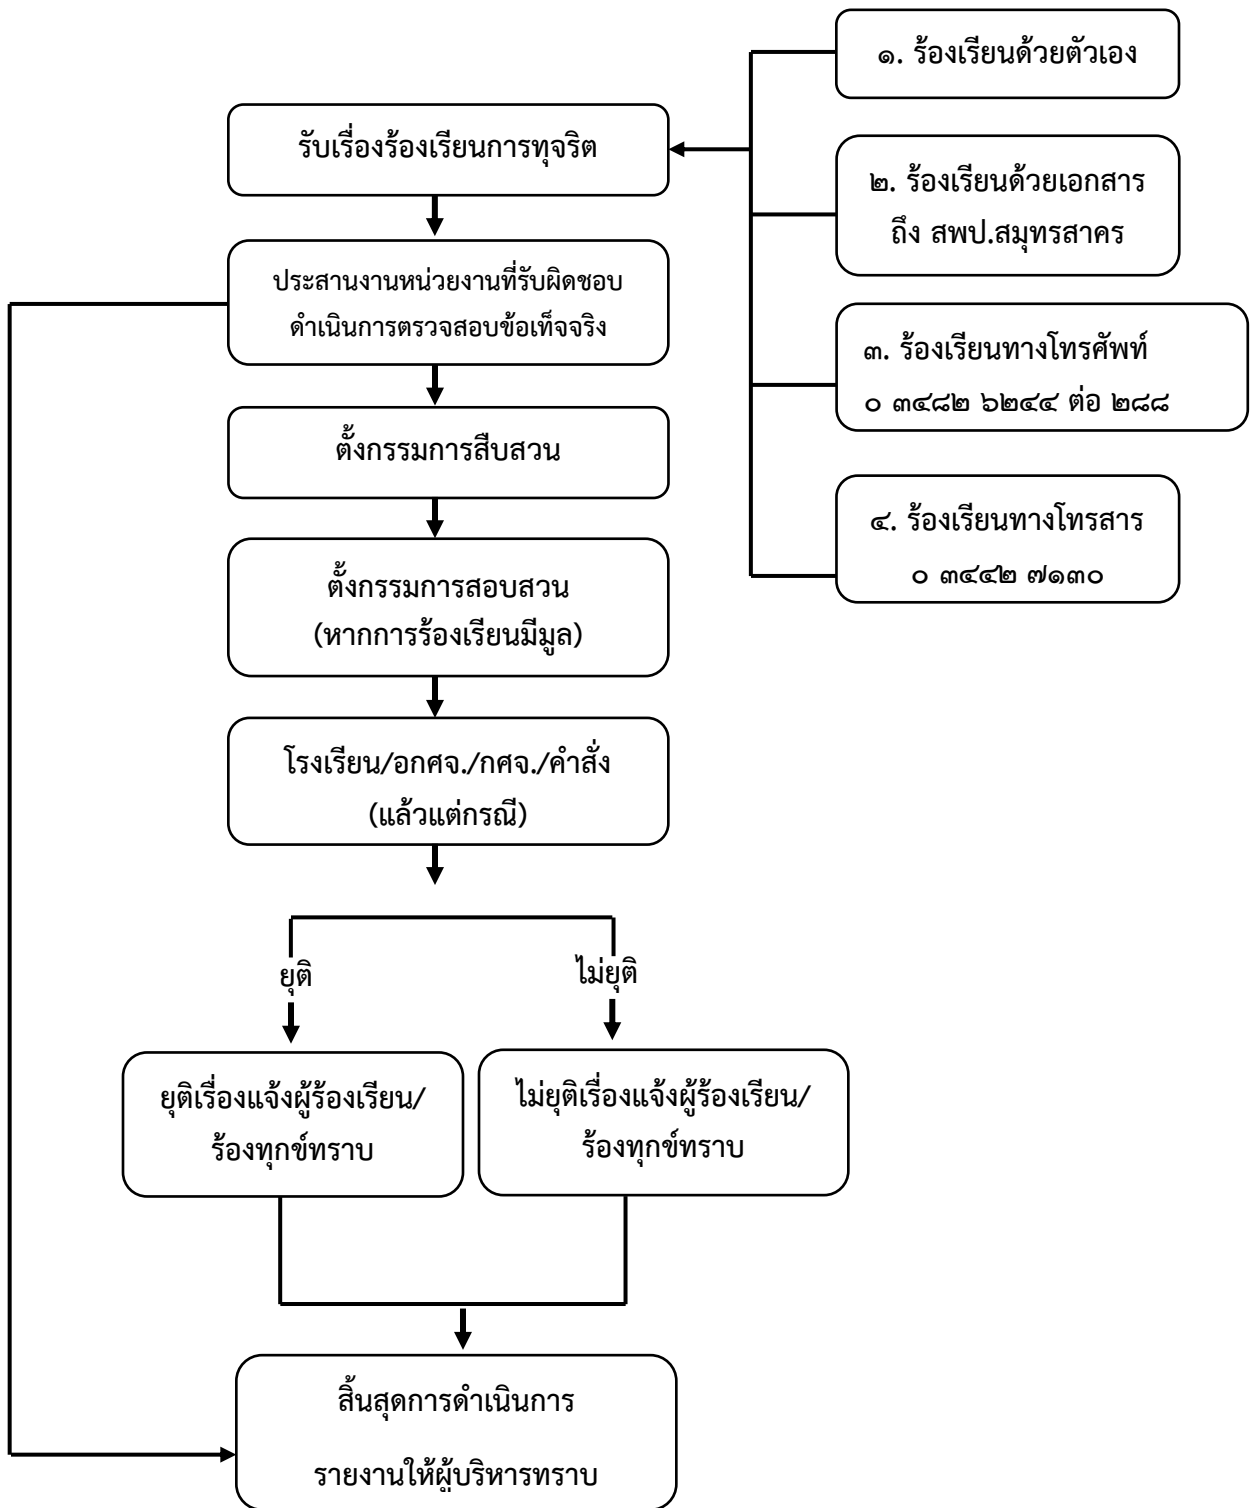 ๑. ร้องเรียนด้วยตัวเอง
รับเรื่องร้องเรียนการทุจริต
๒. ร้องเรียนด้วยเอกสาร
ถึง สพป.สมุทรสาคร
ประสานงานหน่วยงานที่รับผิดชอบ
ดำเนินการตรวจสอบข้อเท็จจริง
๓. ร้องเรียนทางโทรศัพท์
๐ ๓๔๘๒ ๖๒๔๔ ต่อ ๒๘๘
ตั้งกรรมการสืบสวน
๔. ร้องเรียนทางโทรสาร
๐ ๓๔๔๒ ๗๑๓๐
ตั้งกรรมการสอบสวน
(หากการร้องเรียนมีมูล)
โรงเรียน/อกศจ./กศจ./คำสั่ง
(แล้วแต่กรณี)
ยุติ
ไม่ยุติ
ยุติเรื่องแจ้งผู้ร้องเรียน/
ร้องทุกข์ทราบ
ไม่ยุติเรื่องแจ้งผู้ร้องเรียน/
ร้องทุกข์ทราบ
สิ้นสุดการดำเนินการ
รายงานให้ผู้บริหารทราบ